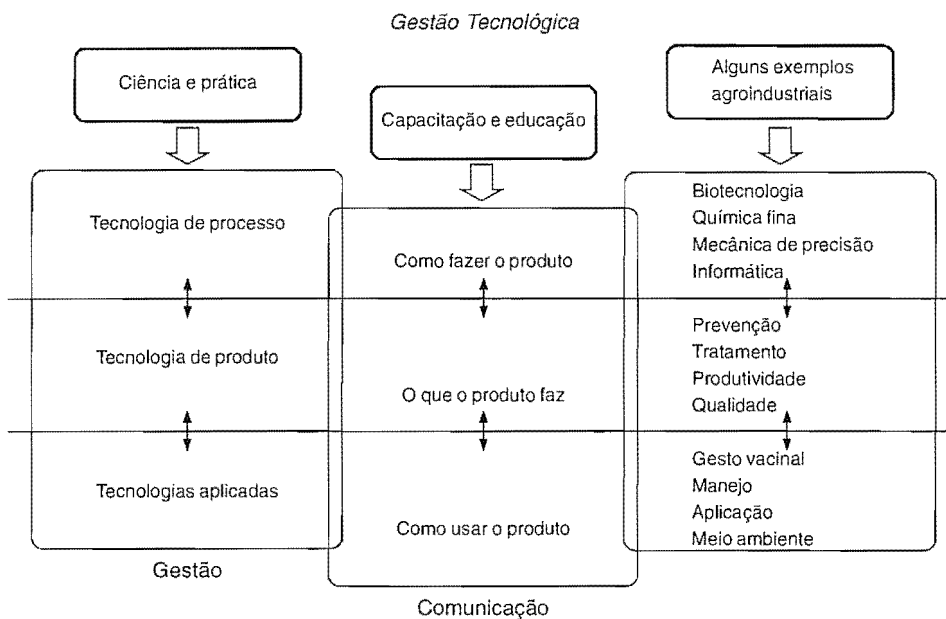 Gestão Tecnológica
Ciência e prática
Capacitação e educação
Alguns exemplos
agroindustriais
Tecnologia de processo
Como fazer o produto
Biotecnologia
Química fina
Mecânica de precisão
Informática
Tecnologia de produto
O que o produto faz
Prevenção
Tratamento
Produtividade
Qualidade
Tecnologias aplicadas
Como usar o produto
Gesto vacinal
Manejo
Aplicação
Meio ambiente
Gestão
Comunicação